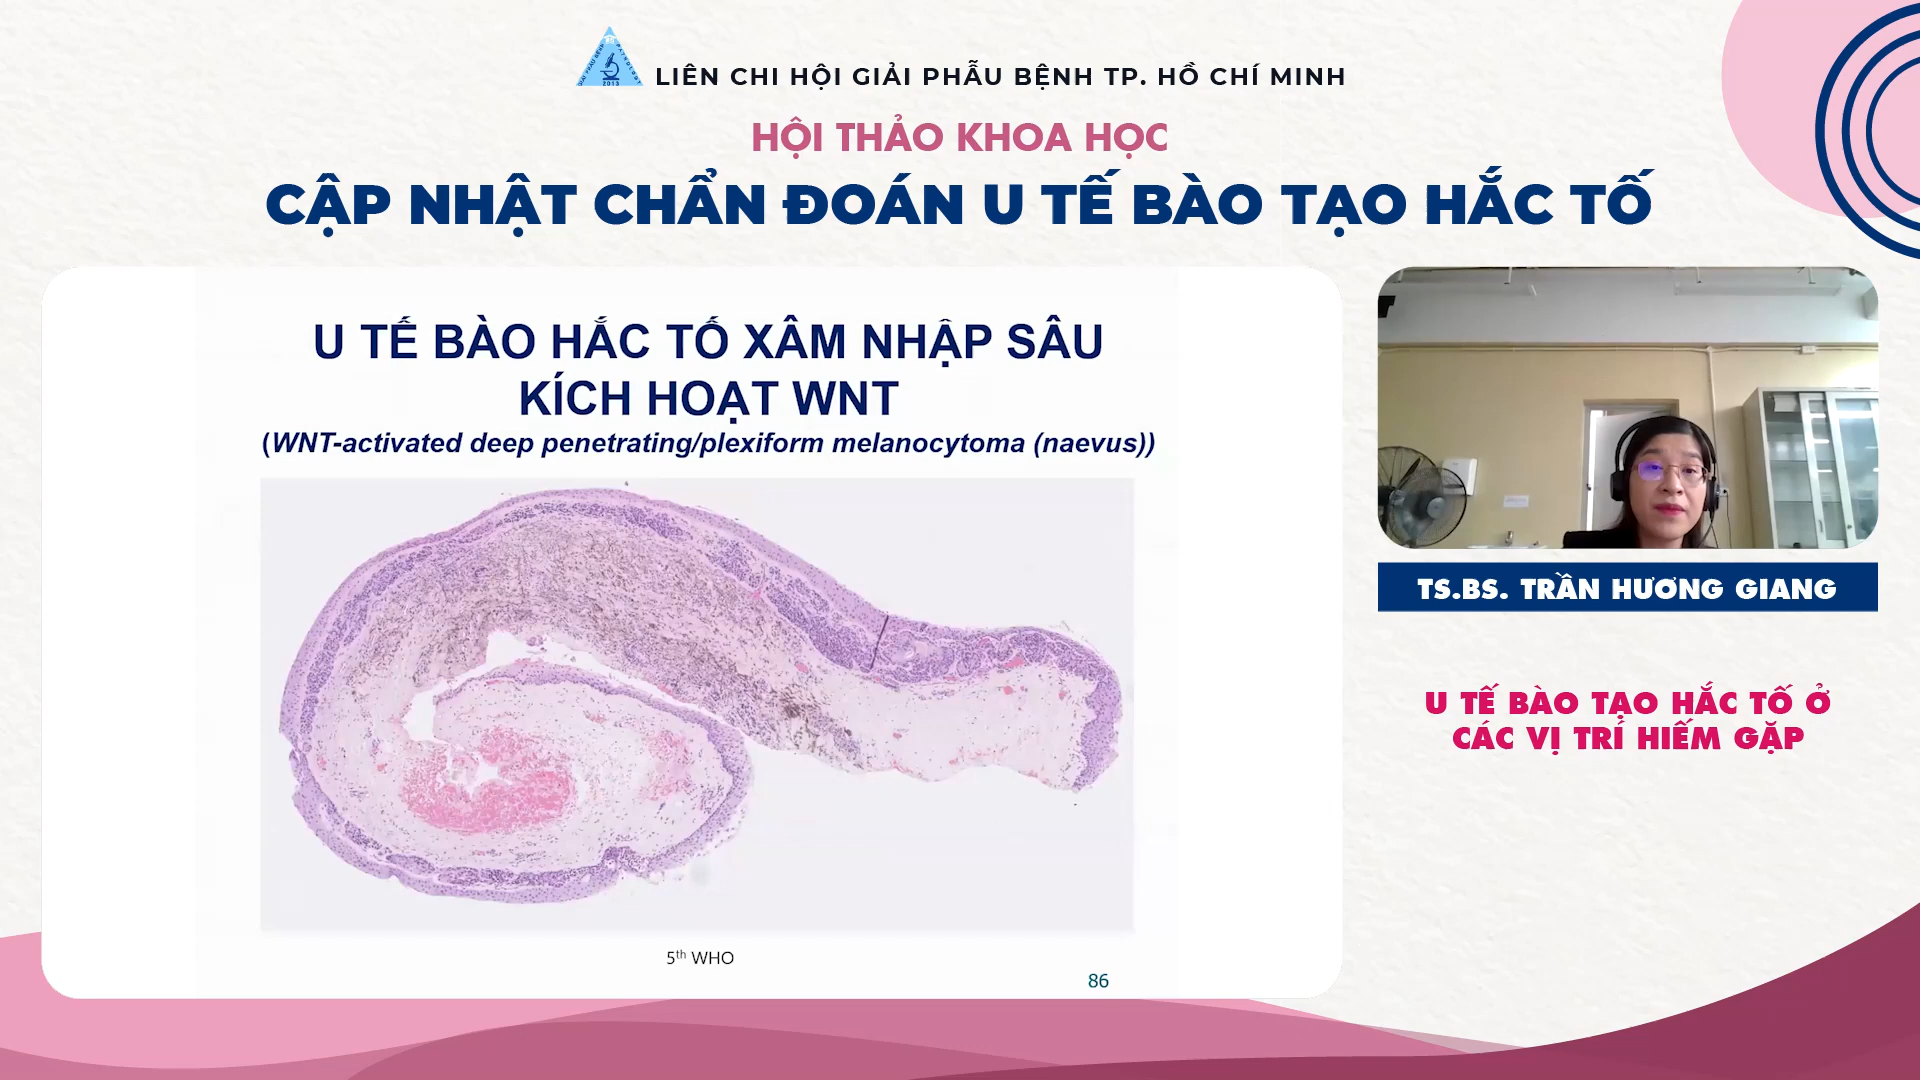 LIÊN CHI HỘI GIẢI PHẪU BỆNH TP. HỒ CHÍ MINH
HỘI THẢO KHOA HỌC
CẬP NHẬT CHẨN ĐOÁN U TẾ BÀO TẠO HẮC TỐ
U TẾ BÀO HẮC TỐ XÂM NHẬP SÂU
KÍCH HOẠT WNT
(WNT-activated deep penetrating/plexiform melanocytoma (naevus))
5th WHO
86
TS.BS. TRẦN HƯƠNG GIANG
U TẾ BÀO TẠO HẮC TỐ Ở
CÁC VỊ TRÍ HIẾM GẶP